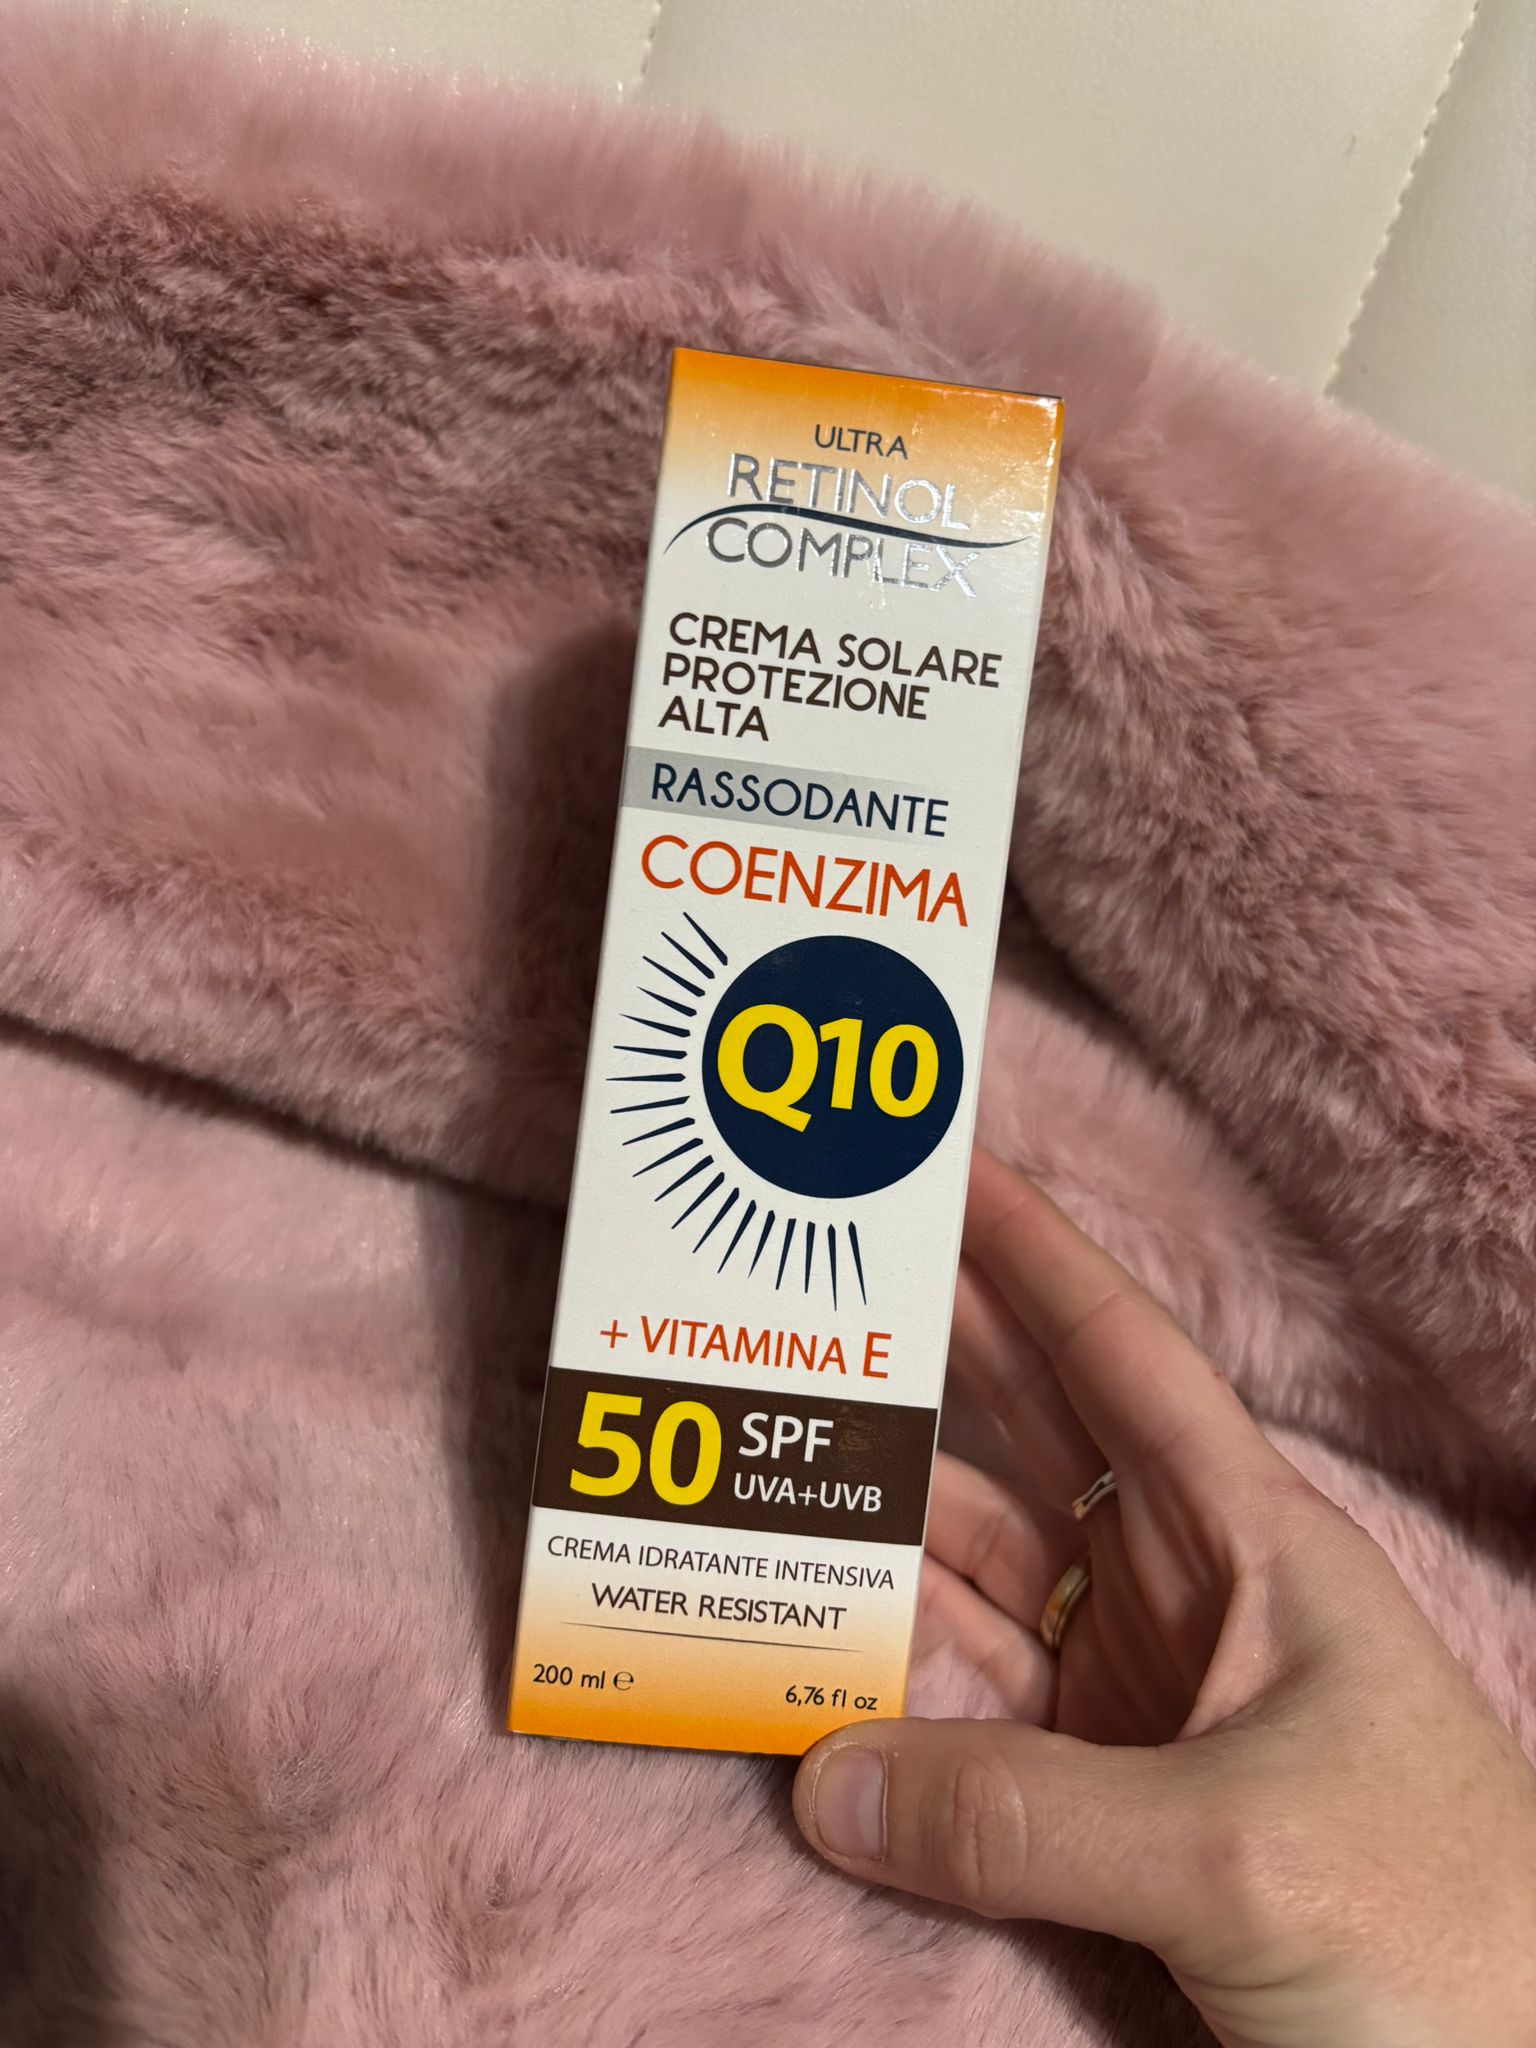 ULTRA
RETINOL
COMPLEX
CREMA SOLARE
PROTEZIONE
ALTA
RASSODANTE
COENZIMA
Q10
+ VITAMINA E
50 SPF
UVA+UVB
CREMA IDRATANTE INTENSIVA
WATER RESISTANT
200 ml ℮
6,76 fl oz